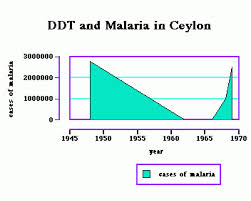 DDT and Malaria in Ceylon
cases of malaria
3000000
2000000
1000000
0
1945 1950 1955 1960 1965 1970
year
cases of malaria